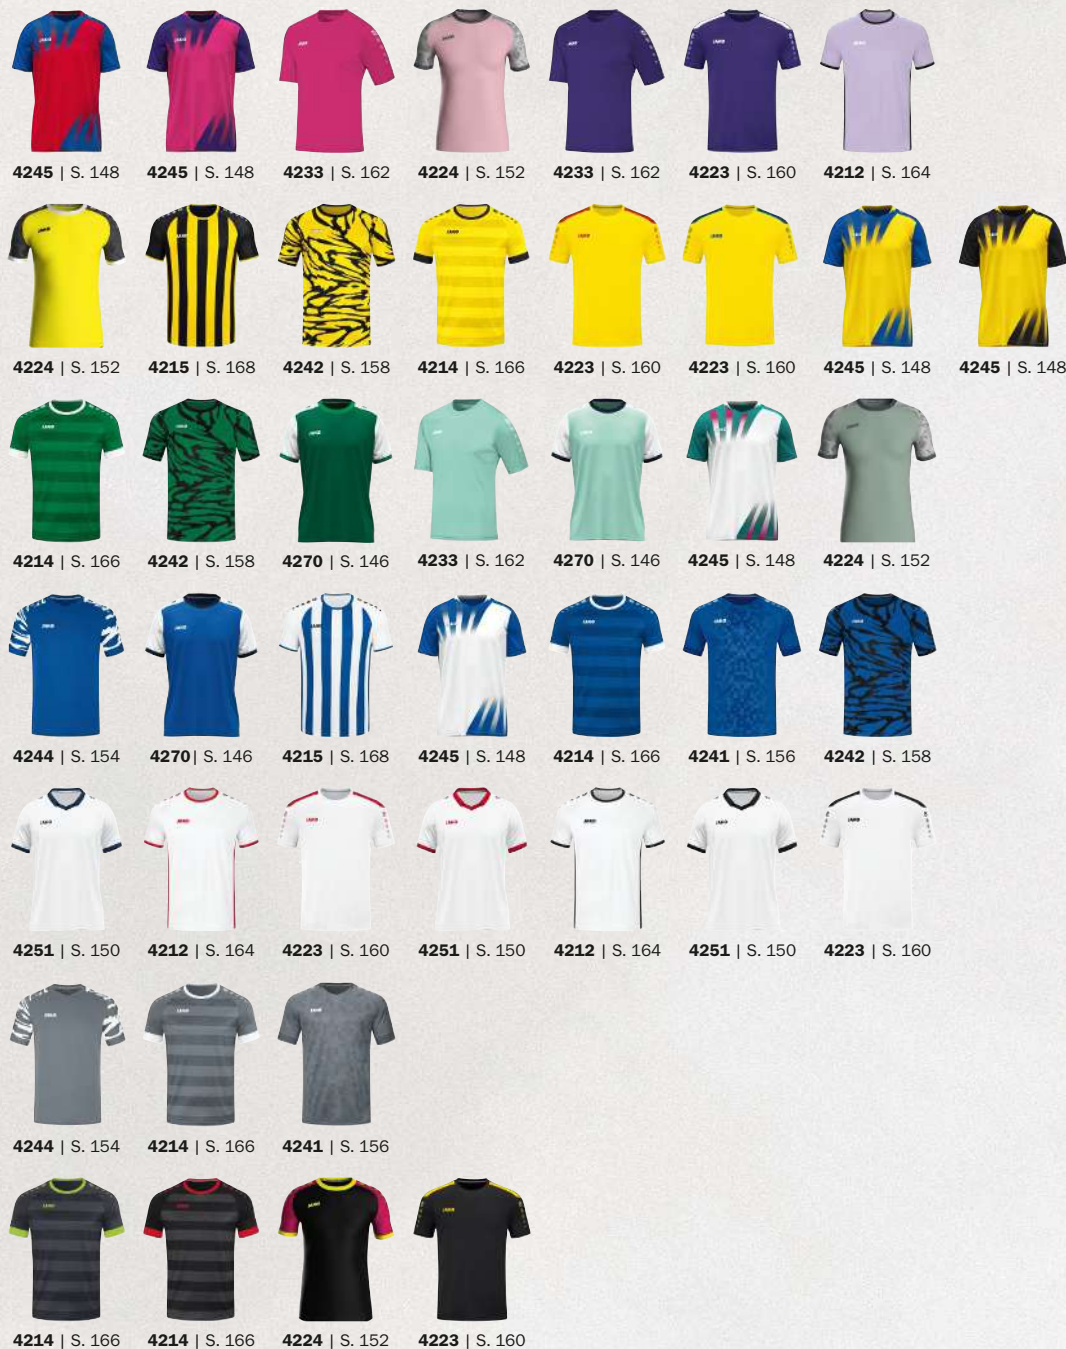 4245 | S. 148 4245 | S. 148 4233 | S. 162 4224 | S. 152 4233 | S. 162 4223 | S. 160 4212 | S. 164
4224 | S. 152 4215 | S. 168 4242 | S. 158 4214 | S. 166 4223 | S. 160 4223 | S. 160 4245 | S. 148 4245 | S. 148
4214 | S. 166 4242 | S. 158 4270 | S. 146 4233 | S. 162 4270 | S. 146 4245 | S. 148 4224 | S. 152
4244 | S. 154 4270| S. 146 4215 | S. 168 4245 | S. 148 4214 | S. 166 4241 | S. 156 4242 | S. 158
4251 | S. 150 4212 | S. 164 4223 | S. 160 4251 | S. 150 4212 | S. 164 4251 | S. 150 4223 | S. 160
4244 | S. 154 4214 | S. 166 4241 | S. 156
4214 | S. 166 4214 | S. 166 4224 | S. 152 4223 | S. 160